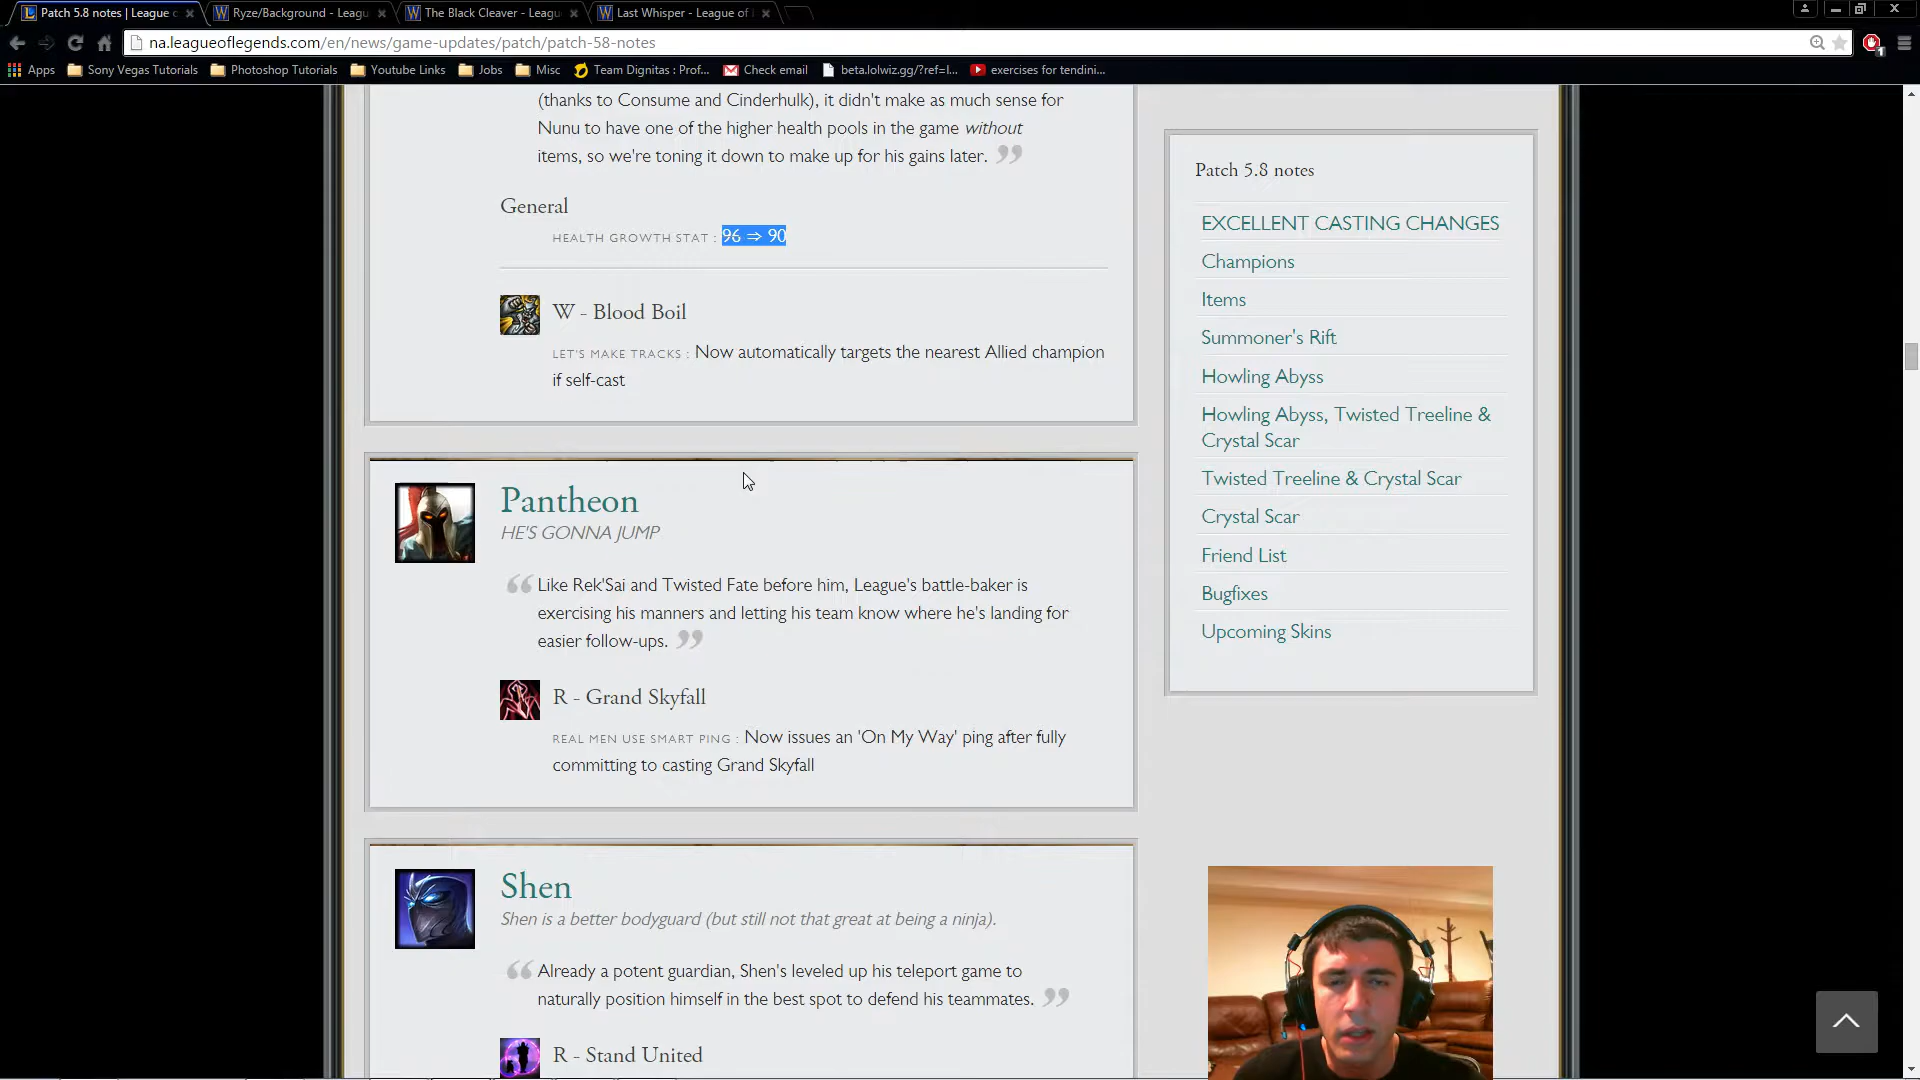 Patch 5.8 notes | League
Ryze/Background - Leagu
The Black Cleaver - Leagu
Last Whisper - League of
na.leagueoflegends.com/en/news/game-updates/patch/patch-58-notes
Apps
Sony Vegas Tutorials
Photoshop Tutorials
Youtube Links
Jobs
Misc
Team Dignitas : Prof...
Check email
beta.lolwiz.gg/?ref=l...
exercises for tendini...
(thanks to Consume and Cinderhulk), it didn't make as much sense for
Nunu to have one of the higher health pools in the game without
items, so we're toning it down to make up for his gains later. ”
General
HEALTH GROWTH STAT : 96 ⇒ 90
W - Blood Boil
LET'S MAKE TRACKS : Now automatically targets the nearest Allied champion
if self-cast
Pantheon
HE'S GONNA JUMP
“ Like Rek'Sai and Twisted Fate before him, League's battle-baker is
exercising his manners and letting his team know where he's landing for
easier follow-ups. ”
R - Grand Skyfall
REAL MEN USE SMART PING : Now issues an 'On My Way' ping after fully
committing to casting Grand Skyfall
Shen
Shen is a better bodyguard (but still not that great at being a ninja).
“ Already a potent guardian, Shen's leveled up his teleport game to
naturally position himself in the best spot to defend his teammates. ”
R - Stand United
Patch 5.8 notes
EXCELLENT CASTING CHANGES
Champions
Items
Summoner's Rift
Howling Abyss
Howling Abyss, Twisted Treeline &
Crystal Scar
Twisted Treeline & Crystal Scar
Crystal Scar
Friend List
Bugfixes
Upcoming Skins